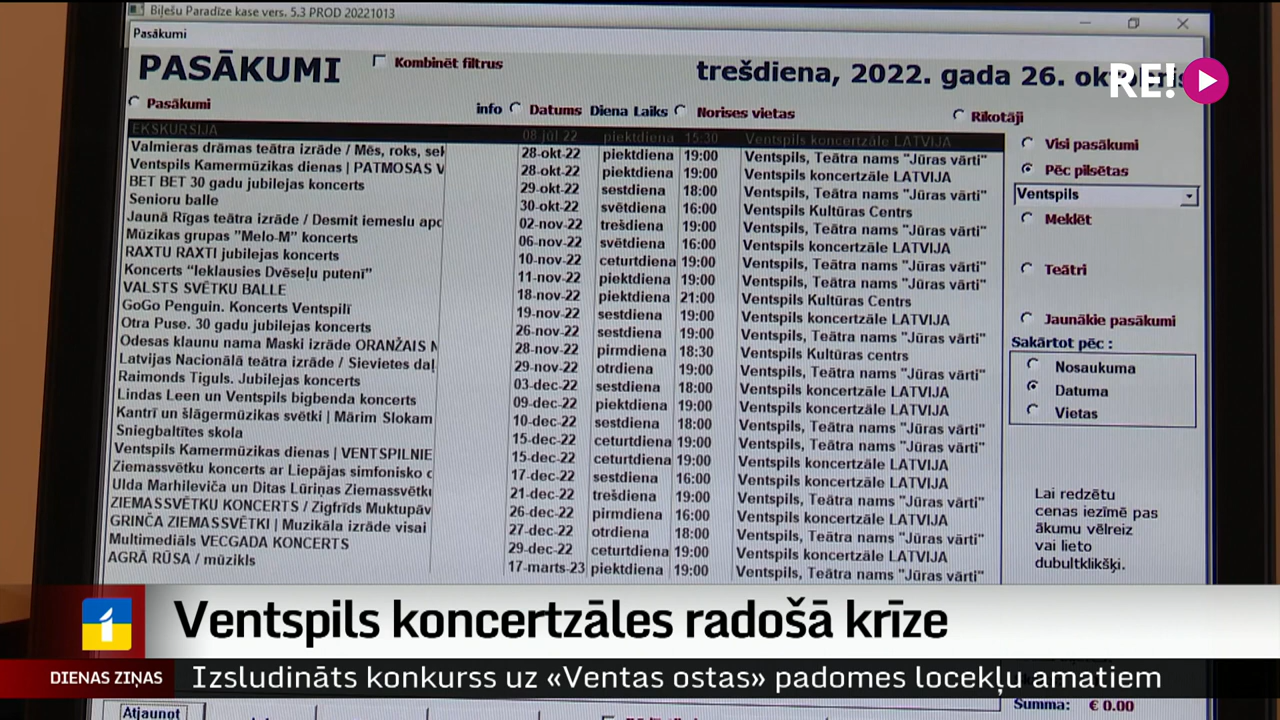 Biļešu Paradīze kase vers. 5.3 PROD 20221013
Pasākumi
PASĀKUMI
Kombinēt filtrus
trešdiena, 2022. gada 26. oktobris
RE!
Pasākumi info Datums Diena Laiks Norises vietas Rīkotāji
EKSKURSIJA 08-jūl 22 piektdiena 15:30 Ventspils koncertzāle LATVIJA
Valmieras drāmas teātra izrāde / Mēs, roks, sek 28-okt-22 piektdiena 19:00 Ventspils, Teātra nams "Jūras vārti"
Ventspils Kamermūzikas dienas | PATMOSAS V 28-okt-22 piektdiena 19:00 Ventspils koncertzāle LATVIJA
BET BET 30 gadu jubilejas koncerts 29-okt-22 sestdiena 18:00 Ventspils, Teātra nams "Jūras vārti"
Senioru balle 30-okt-22 svētdiena 16:00 Ventspils Kultūras Centrs
Jaunā Rīgas teātra izrāde / Desmit iemeslu apc 02-nov-22 trešdiena 19:00 Ventspils, Teātra nams "Jūras vārti"
Mūzikas grupas "Melo-M" koncerts 06-nov-22 svētdiena 16:00 Ventspils koncertzāle LATVIJA
RAXTU RAXTI jubilejas koncerts 10-nov-22 ceturtdiena 19:00 Ventspils, Teātra nams "Jūras vārti"
Koncerts "Ieklausies Dvēseļu putenī" 11-nov-22 piektdiena 19:00 Ventspils, Teātra nams "Jūras vārti"
VALSTS SVĒTKU BALLE 18-nov-22 piektdiena 21:00 Ventspils Kultūras Centrs
GoGo Penguin. Koncerts Ventspilī 19-nov-22 sestdiena 19:00 Ventspils koncertzāle LATVIJA
Otra Puse. 30 gadu jubilejas koncerts 26-nov-22 sestdiena 19:00 Ventspils, Teātra nams "Jūras vārti"
Odesas klaunu nama Maski izrāde ORANŽAIS N 28-nov-22 pirmdiena 18:30 Ventspils Kultūras centrs
Latvijas Nacionālā teātra izrāde / Sievietes daļ 29-nov-22 otrdiena 19:00 Ventspils, Teātra nams "Jūras vārti"
Raimonds Tiguls. Jubilejas koncerts 03-dec-22 sestdiena 18:00 Ventspils koncertzāle LATVIJA
Lindas Leen un Ventspils bigbenda koncerts 09-dec-22 piektdiena 19:00 Ventspils koncertzāle LATVIJA
Kantrī un šlāgermūzikas svētki | Mārim Slokam 10-dec-22 sestdiena 18:00 Ventspils, Teātra nams "Jūras vārti"
Sniegbaltītes skola 15-dec-22 ceturtdiena 19:00 Ventspils, Teātra nams "Jūras vārti"
Ventspils Kamermūzikas dienas | VENTSPILNIE 15-dec-22 ceturtdiena 19:00 Ventspils koncertzāle LATVIJA
Ziemassvētku koncerts ar Liepājas simfonisko o 17-dec-22 sestdiena 16:00 Ventspils koncertzāle LATVIJA
Ulda Marhileviča un Ditas Lūriņas Ziemassvētku 21-dec-22 trešdiena 19:00 Ventspils, Teātra nams "Jūras vārti"
ZIEMASSVĒTKU KONCERTS / Zigfrīds Muktupāv 26-dec-22 pirmdiena 16:00 Ventspils koncertzāle LATVIJA
GRINČA ZIEMASSVĒTKI | Muzikāla izrāde visai 27-dec-22 otrdiena 18:00 Ventspils, Teātra nams "Jūras vārti"
Multimediāls VECGADA KONCERTS 29-dec-22 ceturtdiena 19:00 Ventspils koncertzāle LATVIJA
AGRĀ RŪSA / mūzikls 17-marts-23 piektdiena 19:00 Ventspils, Teātra nams "Jūras vārti"
Visi pasākumi
Pēc pilsētas
Ventspils
Meklēt
Teātri
Jaunākie pasākumi
Sakārtot pēc :
Nosaukuma
Datuma
Vietas
Lai redzētu
cenas iezīmē pas
ākumu vēlreiz
vai lieto
dubultklikšķi.
1
Ventspils koncertzāles radošā krīze
DIENAS ZIŅAS
Izsludināts konkurss uz «Ventas ostas» padomes locekļu amatiem
Atjaunot
Summa: € 0.00